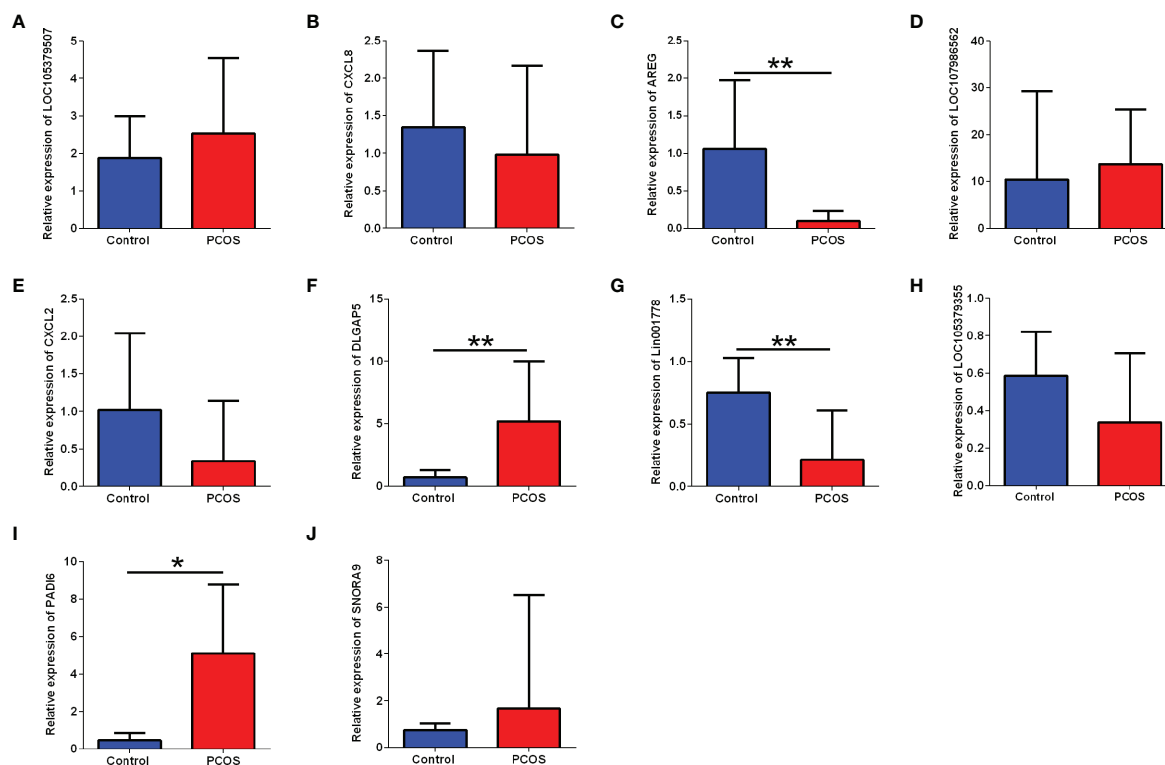 A
Relative expression of LOC105379507
5
4
3
2
1
0
Control PCOS
B
Relative expression of CXCL8
2.5
2.0
1.5
1.0
0.5
0.0
Control PCOS
C
Relative expression of AREG
2.5
2.0
1.5
1.0
0.5
0.0
**
Control PCOS
D
Relative expression of LOC107986562
40
30
20
10
0
Control PCOS
E
Relative expression of CXCL2
2.5
2.0
1.5
1.0
0.5
0.0
Control PCOS
F
Relative expression of DLGAP5
15
10
5
0
**
Control PCOS
G
Relative expression of Lin001778
1.5
1.0
0.5
0.0
**
Control PCOS
H
Relative expression of LOC105379355
1.0
0.8
0.6
0.4
0.2
0.0
Control PCOS
I
Relative expression of PADI6
10
8
6
4
2
0
*
Control PCOS
J
Relative expression of SNORA9
8
6
4
2
0
Control PCOS